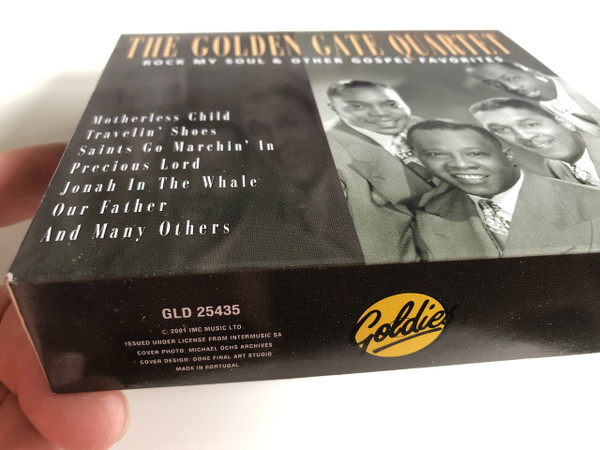 THE GOLDEN GATE QUARTET
ROCK MY SOUL & OTHER GOSPEL FAVORITES
Motherless Child
Travelin' Shoes
Saints Go Marchin' In
Precious Lord
Jonah In The Whale
Our Father
And Many Others
GLD 25435
© 2001 IMC MUSIC LTD.
ISSUED UNDER LICENSE FROM INTERMUSIC SA
COVER PHOTO: MICHAEL OCHS ARCHIVES
COVER DESIGN: DONE FINAL ART STUDIO
MADE IN PORTUGAL
Goldies